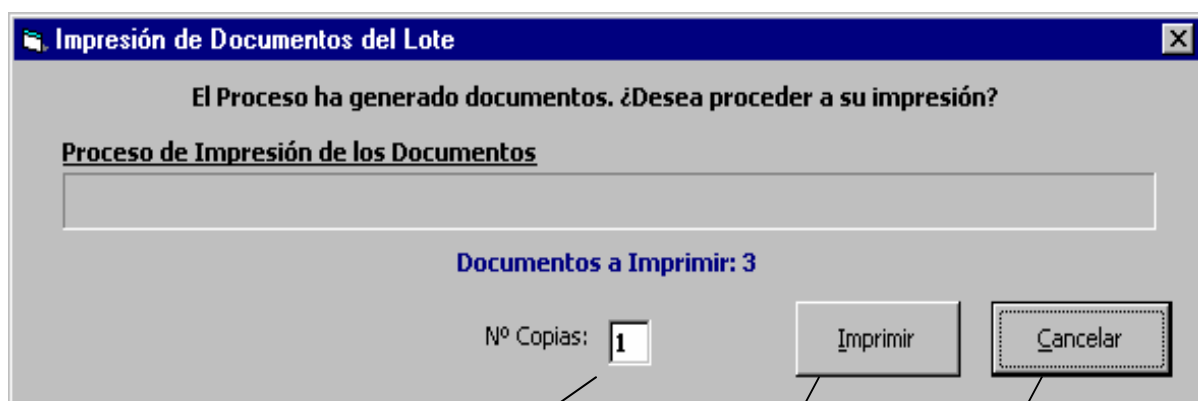 Impresión de Documentos del Lote
El Proceso ha generado documentos. ¿Desea proceder a su impresión?
Proceso de Impresión de los Documentos
Documentos a Imprimir: 3
Nº Copias: 1
Imprimir
Cancelar